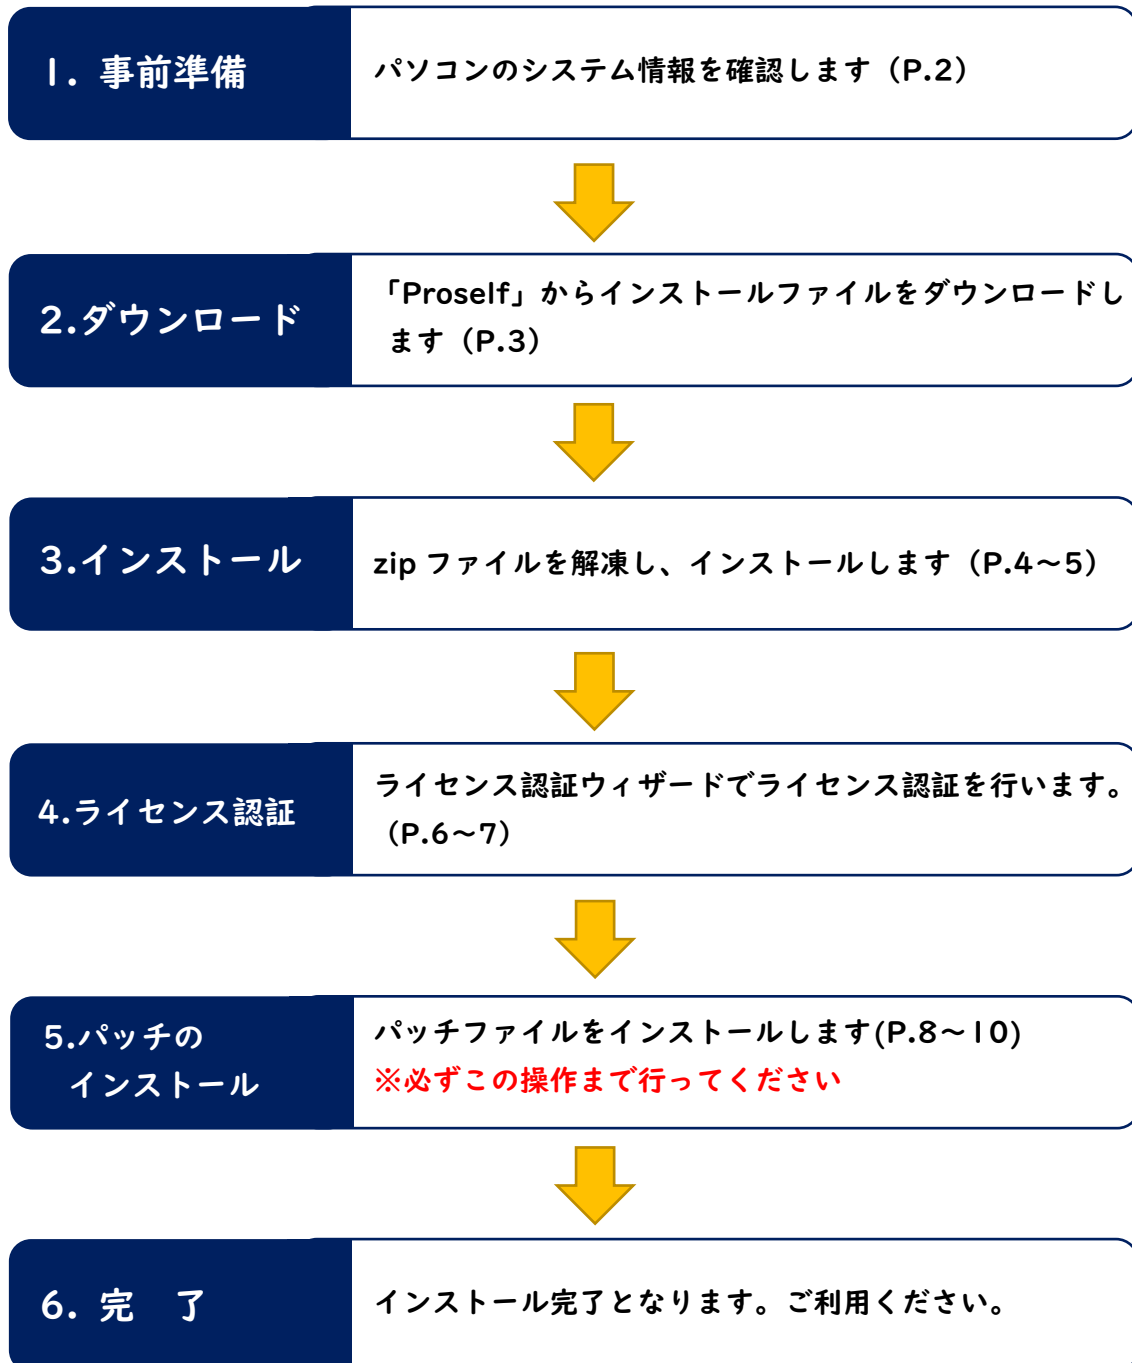 1. 事前準備
パソコンのシステム情報を確認します（P.2）
2.ダウンロード
「Proself」からインストールファイルをダウンロードし
ます（P.3）
3.インストール
zip ファイルを解凍し、インストールします（P.4～5）
4.ライセンス認証
ライセンス認証ウィザードでライセンス認証を行います。
（P.6～7）
5.パッチの
インストール
パッチファイルをインストールします(P.8～10)
※必ずこの操作まで行ってください
6. 完　了
インストール完了となります。ご利用ください。